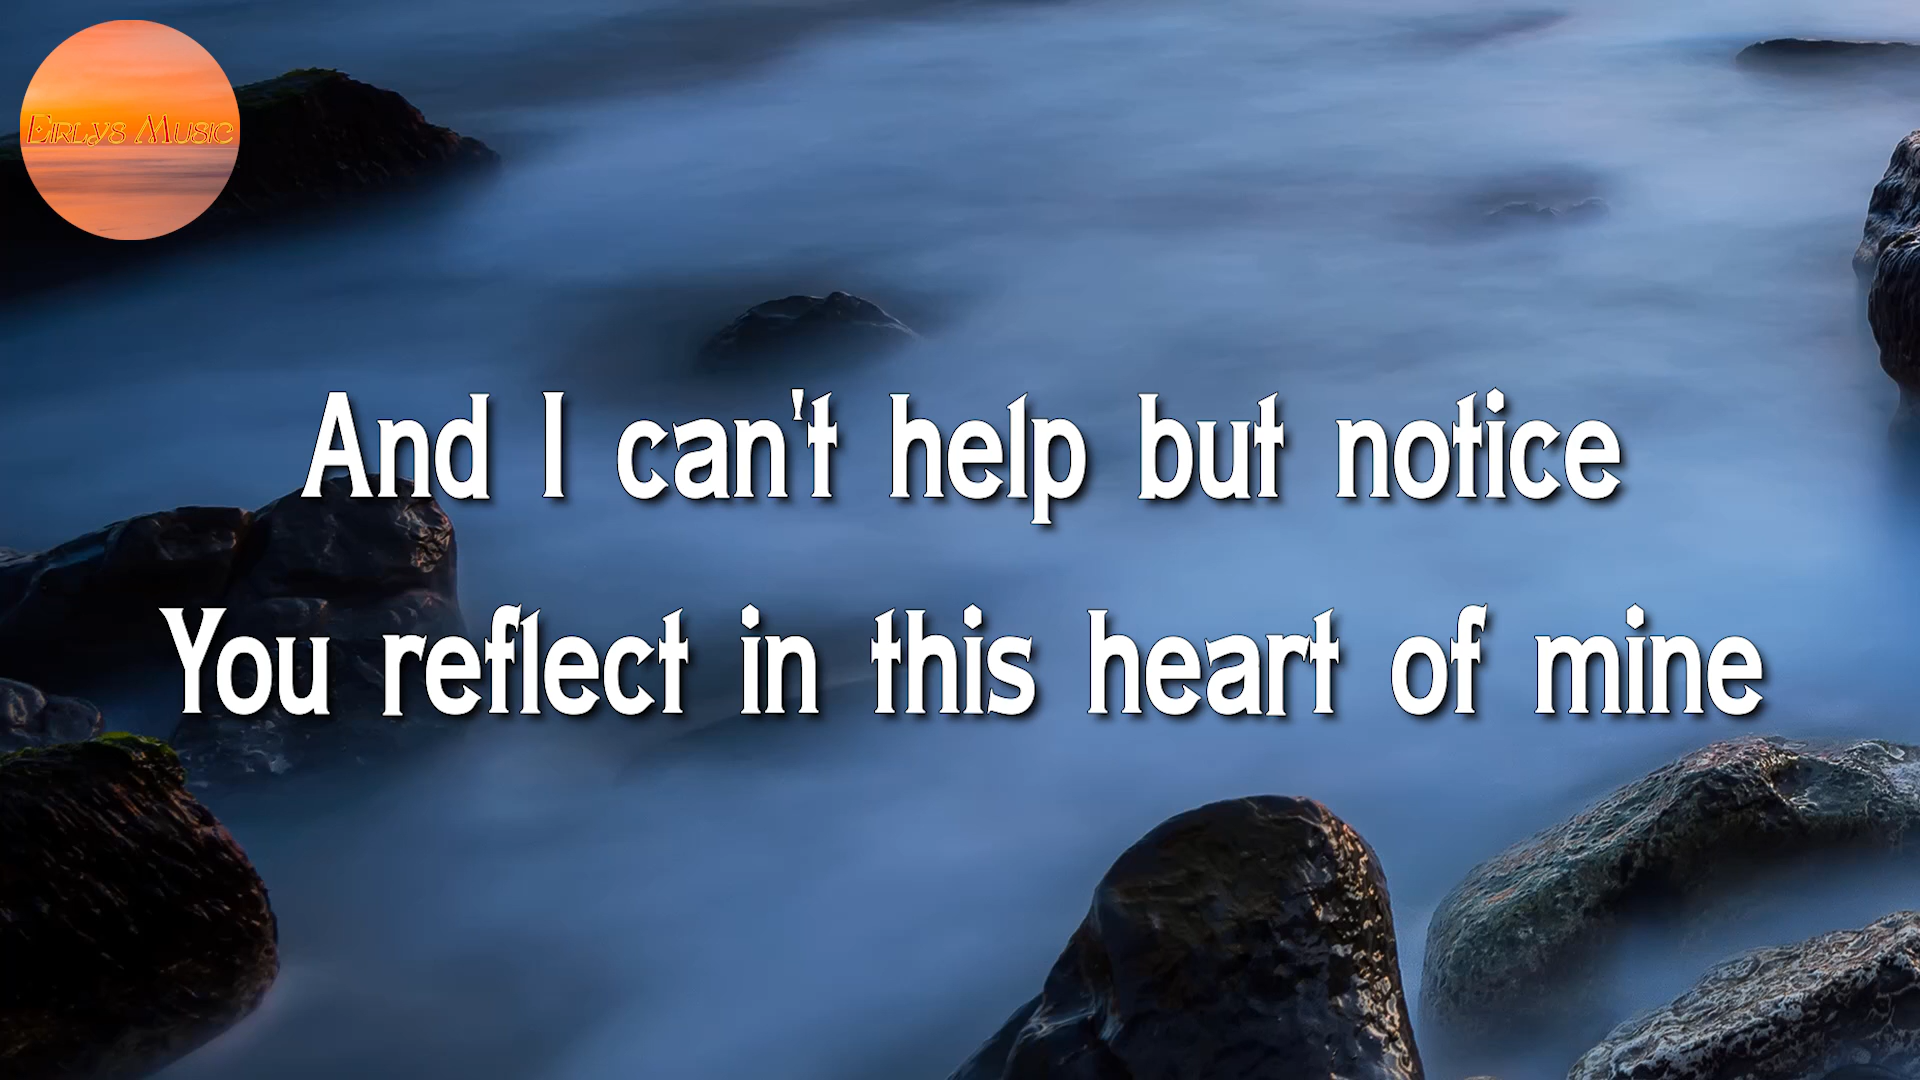 Eirlys Music
And I can't help but notice
You reflect in this heart of mine